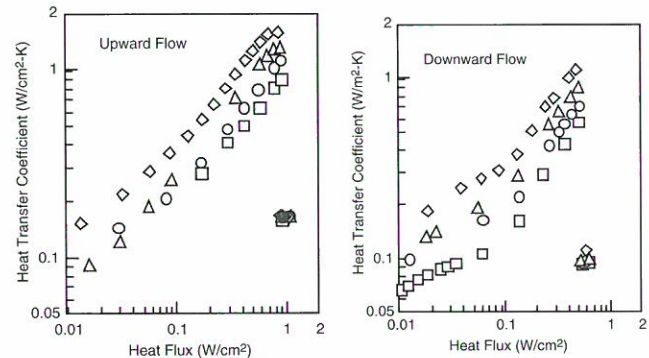 Upward Flow
Heat Transfer Coefficient (W/cm²-K)
1
0.1
0.05
0.01
0.1
1
2
Heat Flux (W/cm²)
Downward Flow
Heat Transfer Coefficient (W/cm²-K)
2
1
0.1
0.05
0.01
0.1
1
2
Heat Flux (W/cm²)